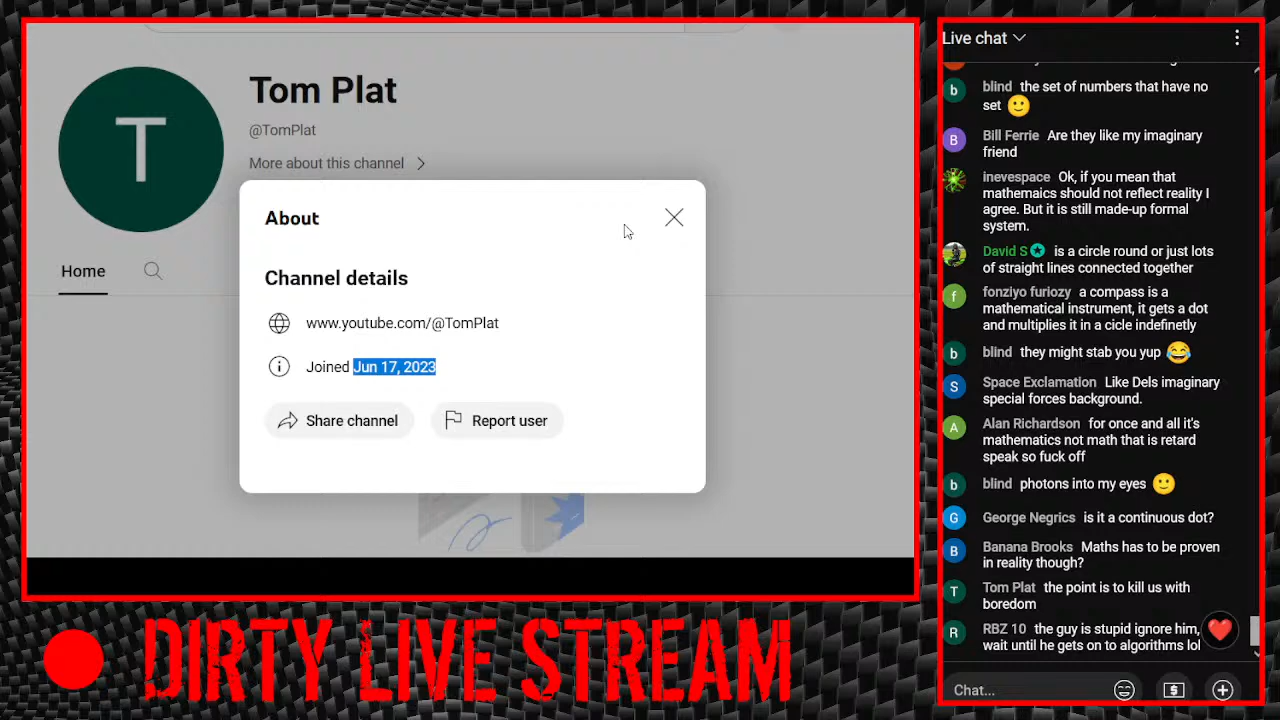 Tom Plat
@TomPlat
More about this channel
Home
About
Channel details
www.youtube.com/@TomPlat
Joined Jun 17, 2023
Share channel
Report user
T
DIRTY LIVE STREAM
Live chat
b blind the set of numbers that have no
set 🙂
B Bill Ferrie Are they like my imaginary
friend
inevespace Ok, if you mean that
mathemaics should not reflect reality I
agree. But it is still made-up formal
system.
David S is a circle round or just lots
of straight lines connected together
f fonziyo furiozy a compass is a
mathematical instrument, it gets a dot
and multiplies it in a cicle indefinetly
b blind they might stab you yup 😂
S Space Exclamation Like Dels imaginary
special forces background.
A Alan Richardson for once and all it's
mathematics not math that is retard
speak so fuck off
b blind photons into my eyes 🙂
G George Negrics is it a continuous dot?
B Banana Brooks Maths has to be proven
in reality though?
T Tom Plat the point is to kill us with
boredom
R RBZ 10 the guy is stupid ignore him,
wait until he gets on to algorithms lol
Chat...